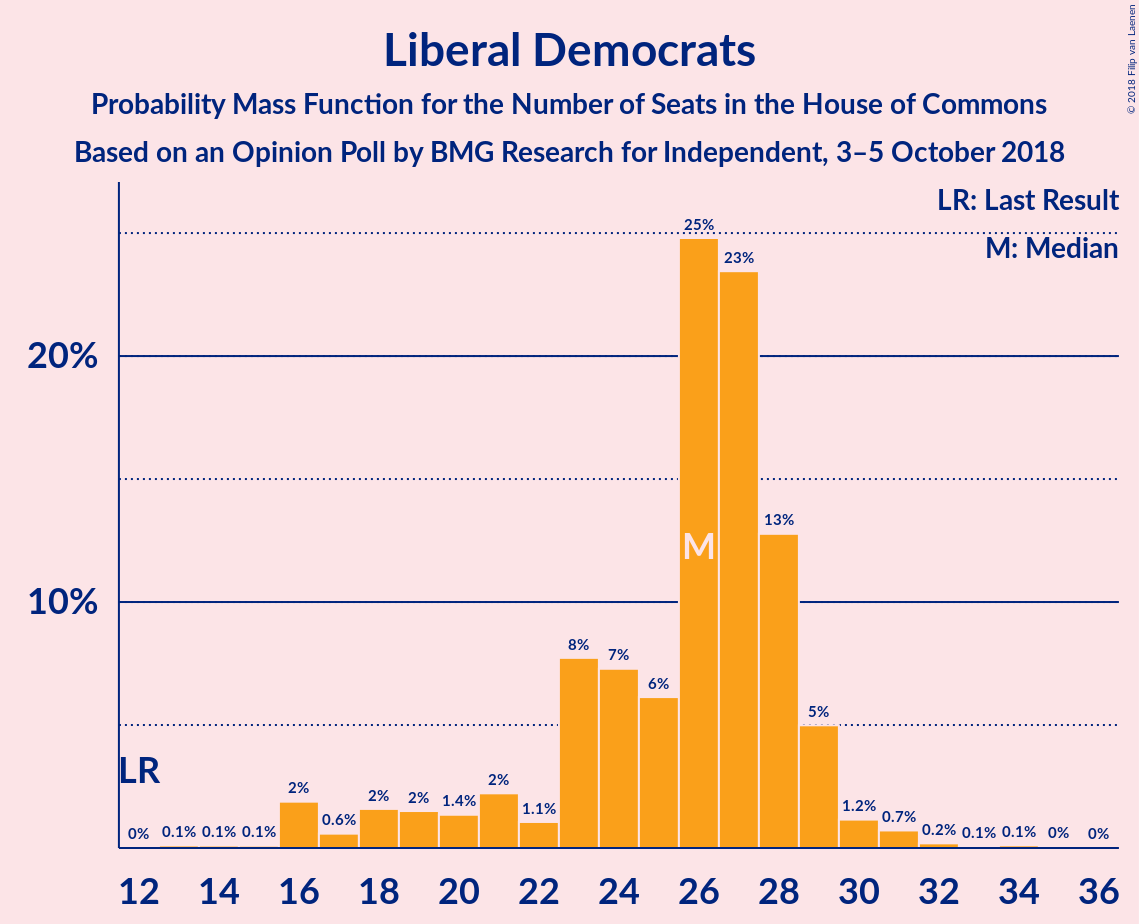 Liberal Democrats
Probability Mass Function for the Number of Seats in the House of Commons
Based on an Opinion Poll by BMG Research for Independent, 3–5 October 2018
© 2018 Filip van Laenen
LR: Last Result
M: Median
20%
10%
LR
M
0% 0.1% 0.1% 0.1% 2% 0.6% 2% 2% 1.4% 2% 1.1% 8% 7% 6% 25% 23% 13% 5% 1.2% 0.7% 0.2% 0.1% 0.1% 0% 0%
12 14 16 18 20 22 24 26 28 30 32 34 36